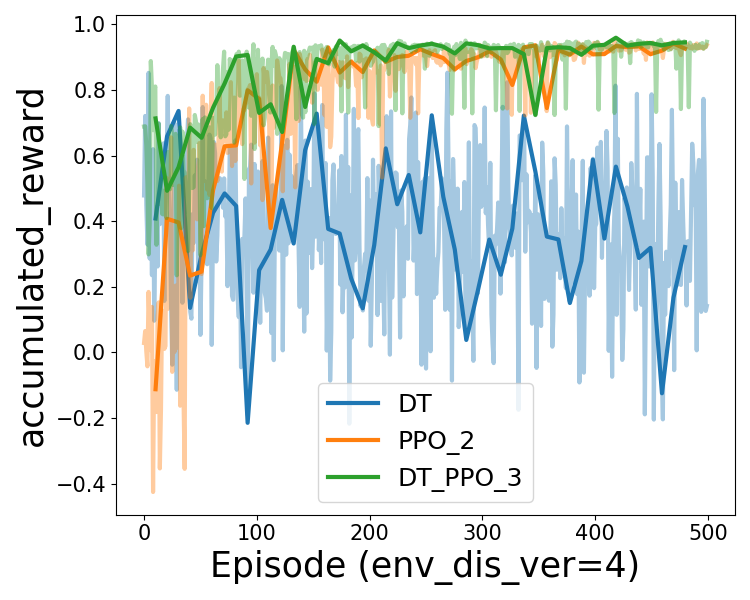 accumulated_reward
1.0
0.8
0.6
0.4
0.2
0.0
−0.2
−0.4
DT
PPO_2
DT_PPO_3
0 100 200 300 400 500
Episode (env_dis_ver=4)